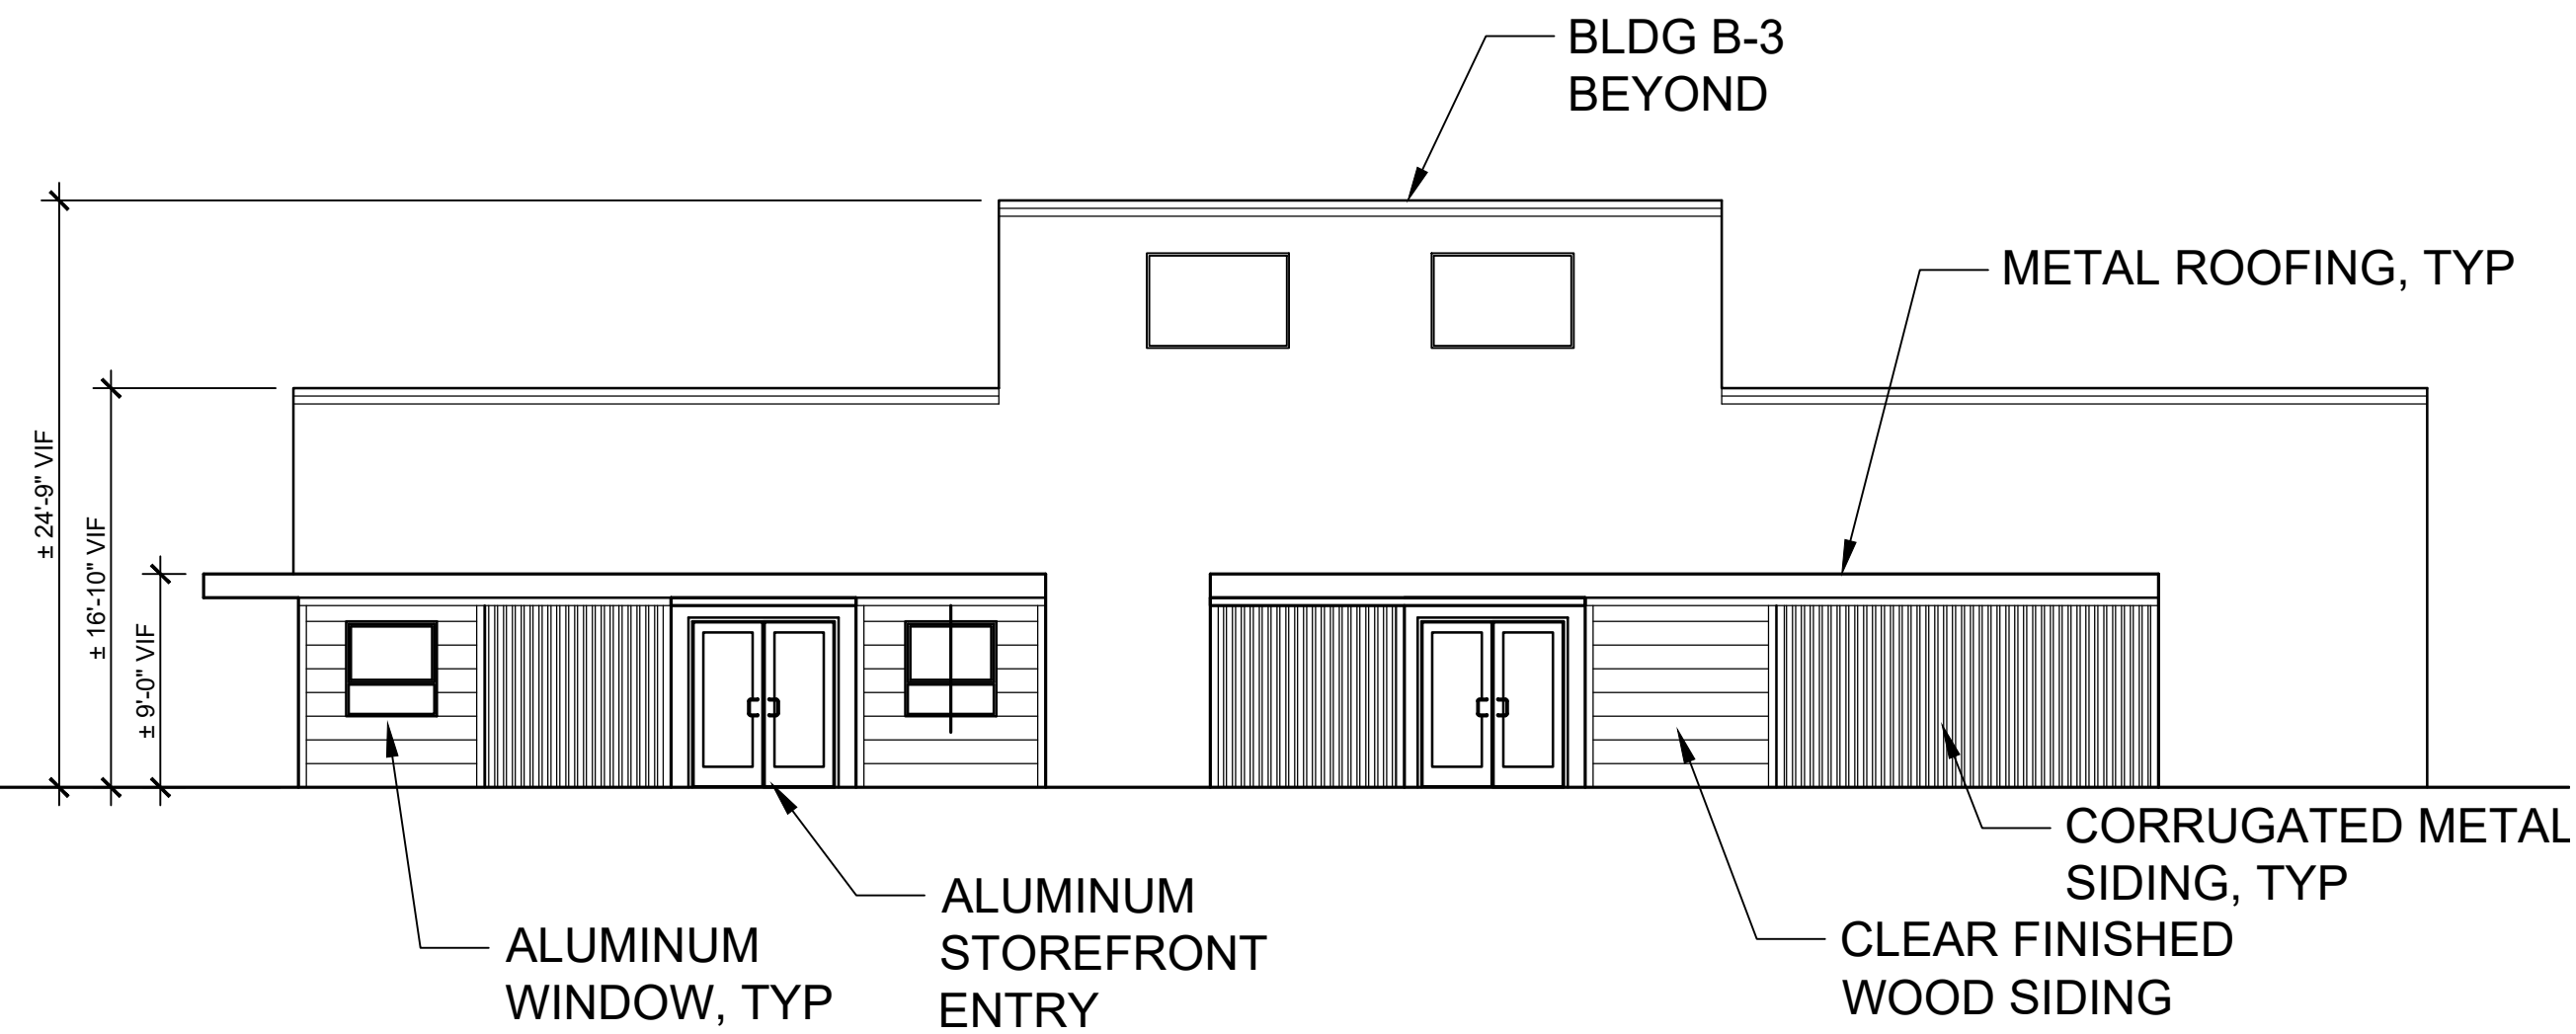 BLDG B-3
BEYOND
METAL ROOFING, TYP
± 24'-9" VIF
± 16'-10" VIF
± 9'-0" VIF
CORRUGATED METAL
SIDING, TYP
ALUMINUM
STOREFRONT
ENTRY
CLEAR FINISHED
WOOD SIDING
ALUMINUM
WINDOW, TYP